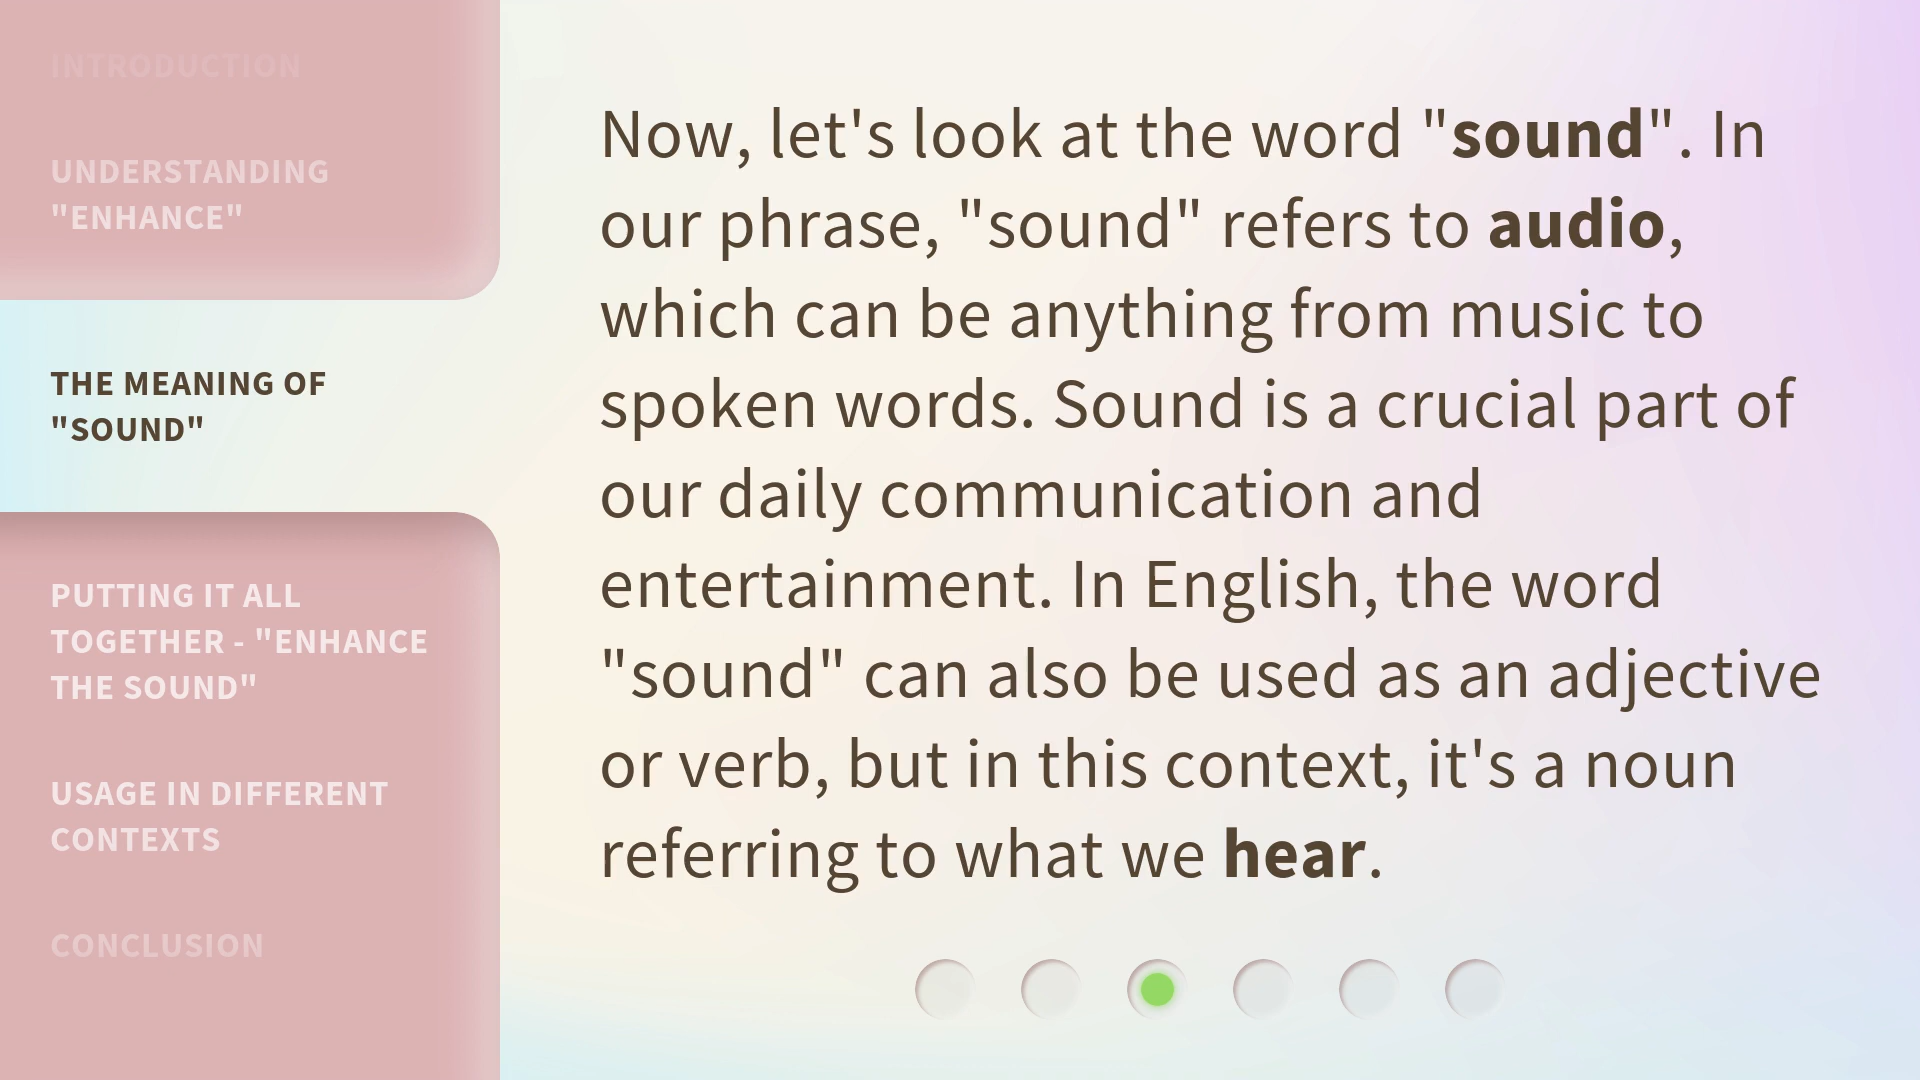 INTRODUCTION
UNDERSTANDING
"ENHANCE"
THE MEANING OF
"SOUND"
PUTTING IT ALL
TOGETHER - "ENHANCE
THE SOUND"
USAGE IN DIFFERENT
CONTEXTS
CONCLUSION
Now, let's look at the word "sound". In
our phrase, "sound" refers to audio,
which can be anything from music to
spoken words. Sound is a crucial part of
our daily communication and
entertainment. In English, the word
"sound" can also be used as an adjective
or verb, but in this context, it's a noun
referring to what we hear.